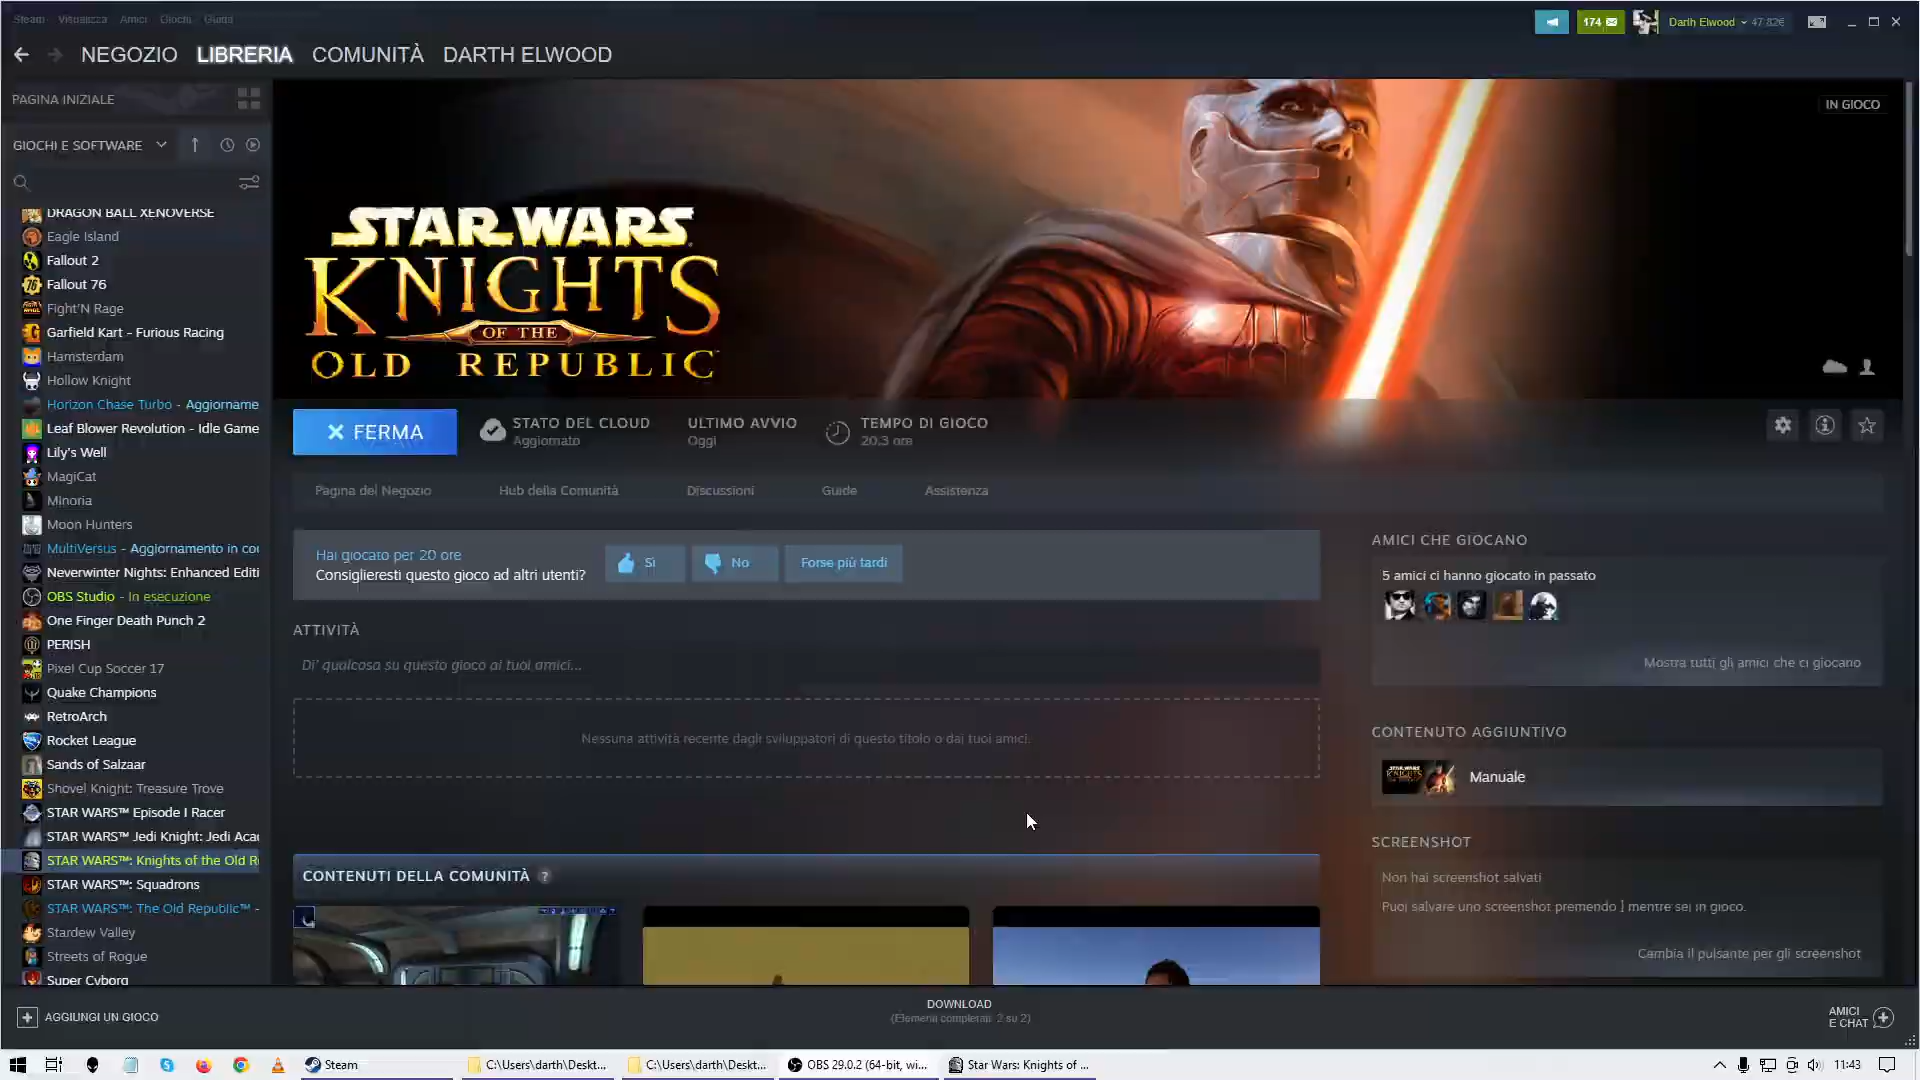 Steam Visualizza Amici Giochi Guida
174 Darth Elwood 47,82€
NEGOZIO LIBRERIA COMUNITÀ DARTH ELWOOD
PAGINA INIZIALE
IN GIOCO
GIOCHI E SOFTWARE
DRAGON BALL XENOVERSE
Eagle Island
Fallout 2
Fallout 76
Fight'N Rage
Garfield Kart - Furious Racing
Hamsterdam
Hollow Knight
Horizon Chase Turbo - Aggiorname
Leaf Blower Revolution - Idle Game
Lily's Well
MagiCat
Minoria
Moon Hunters
MultiVersus - Aggiornamento in cou
Neverwinter Nights: Enhanced Editi
OBS Studio - In esecuzione
One Finger Death Punch 2
PERISH
Pixel Cup Soccer 17
Quake Champions
RetroArch
Rocket League
Sands of Salzaar
Shovel Knight: Treasure Trove
STAR WARS™ Episode I Racer
STAR WARS™ Jedi Knight: Jedi Aca
STAR WARS™: Knights of the Old R
STAR WARS™: Squadrons
STAR WARS™: The Old Republic™ -
Stardew Valley
Streets of Rogue
Super Cyborg
STAR WARS
KNIGHTS
OF THE
OLD REPUBLIC
FERMA
STATO DEL CLOUD
Aggiornato
ULTIMO AVVIO
Oggi
TEMPO DI GIOCO
20.3 ore
Pagina del Negozio Hub della Comunità Discussioni Guide Assistenza
Hai giocato per 20 ore
Consiglieresti questo gioco ad altri utenti?
Sì No Forse più tardi
ATTIVITÀ
Di' qualcosa su questo gioco ai tuoi amici...
Nessuna attività recente dagli sviluppatori di questo titolo o dai tuoi amici.
CONTENUTI DELLA COMUNITÀ ?
AMICI CHE GIOCANO
5 amici ci hanno giocato in passato
Mostra tutti gli amici che ci giocano
CONTENUTO AGGIUNTIVO
Manuale
SCREENSHOT
Non hai screenshot salvati
Puoi salvare uno screenshot premendo ] mentre sei in gioco.
Cambia il pulsante per gli screenshot
AGGIUNGI UN GIOCO
DOWNLOAD
(Elementi completati: 2 su 2)
AMICI
E CHAT
Steam
C:\Users\darth\Deskt...
C:\Users\darth\Deskt...
OBS 29.0.2 (64-bit, wi...
Star Wars: Knights of ...
11:43